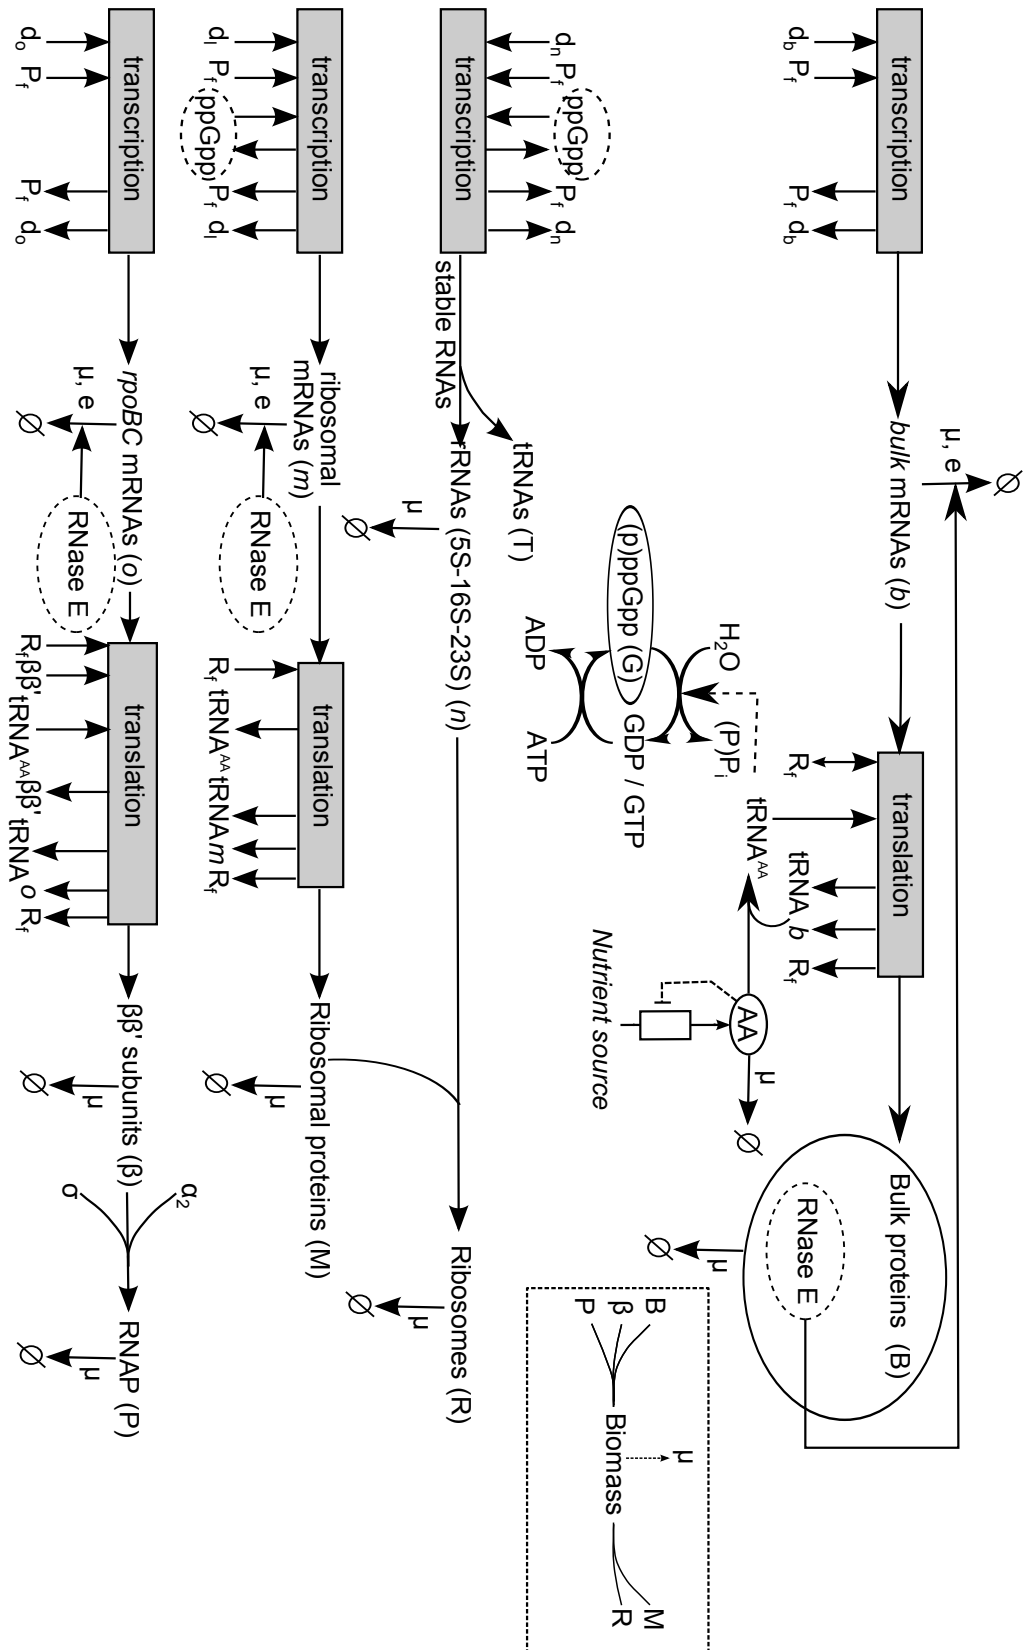 ∅
μ, e
transcription
bulk mRNAs (b)
translation
Bulk proteins (B)
d_b P_f
P_f d_b
R_f
tRNA b R_f
RNase E
tRNA^AA
AA
μ
∅
H₂O
(P)P_i
(p)ppGpp (G)
GDP / GTP
ADP
ATP
Nutrient source
μ
∅
μ
B
β
P
Biomass
M
R
d_n P_f
ppGpp
P_f d_n
transcription
stable RNAs
tRNAs (T)
rRNAs (5S-16S-23S) (n)
μ
∅
Ribosomes (R)
μ
∅
transcription
d_l P_f
ppGpp
P_f d_l
ribosomal
mRNAs (m)
μ, e
∅
RNase E
translation
R_f tRNA^AA tRNA m R_f
Ribosomal proteins (M)
μ
∅
transcription
d_o P_f
P_f d_o
rpoBC mRNAs (o)
μ, e
∅
RNase E
translation
R_f ββ' tRNA^AA ββ' tRNA o R_f
ββ' subunits (β)
μ
∅
α₂
σ
RNAP (P)
μ
∅